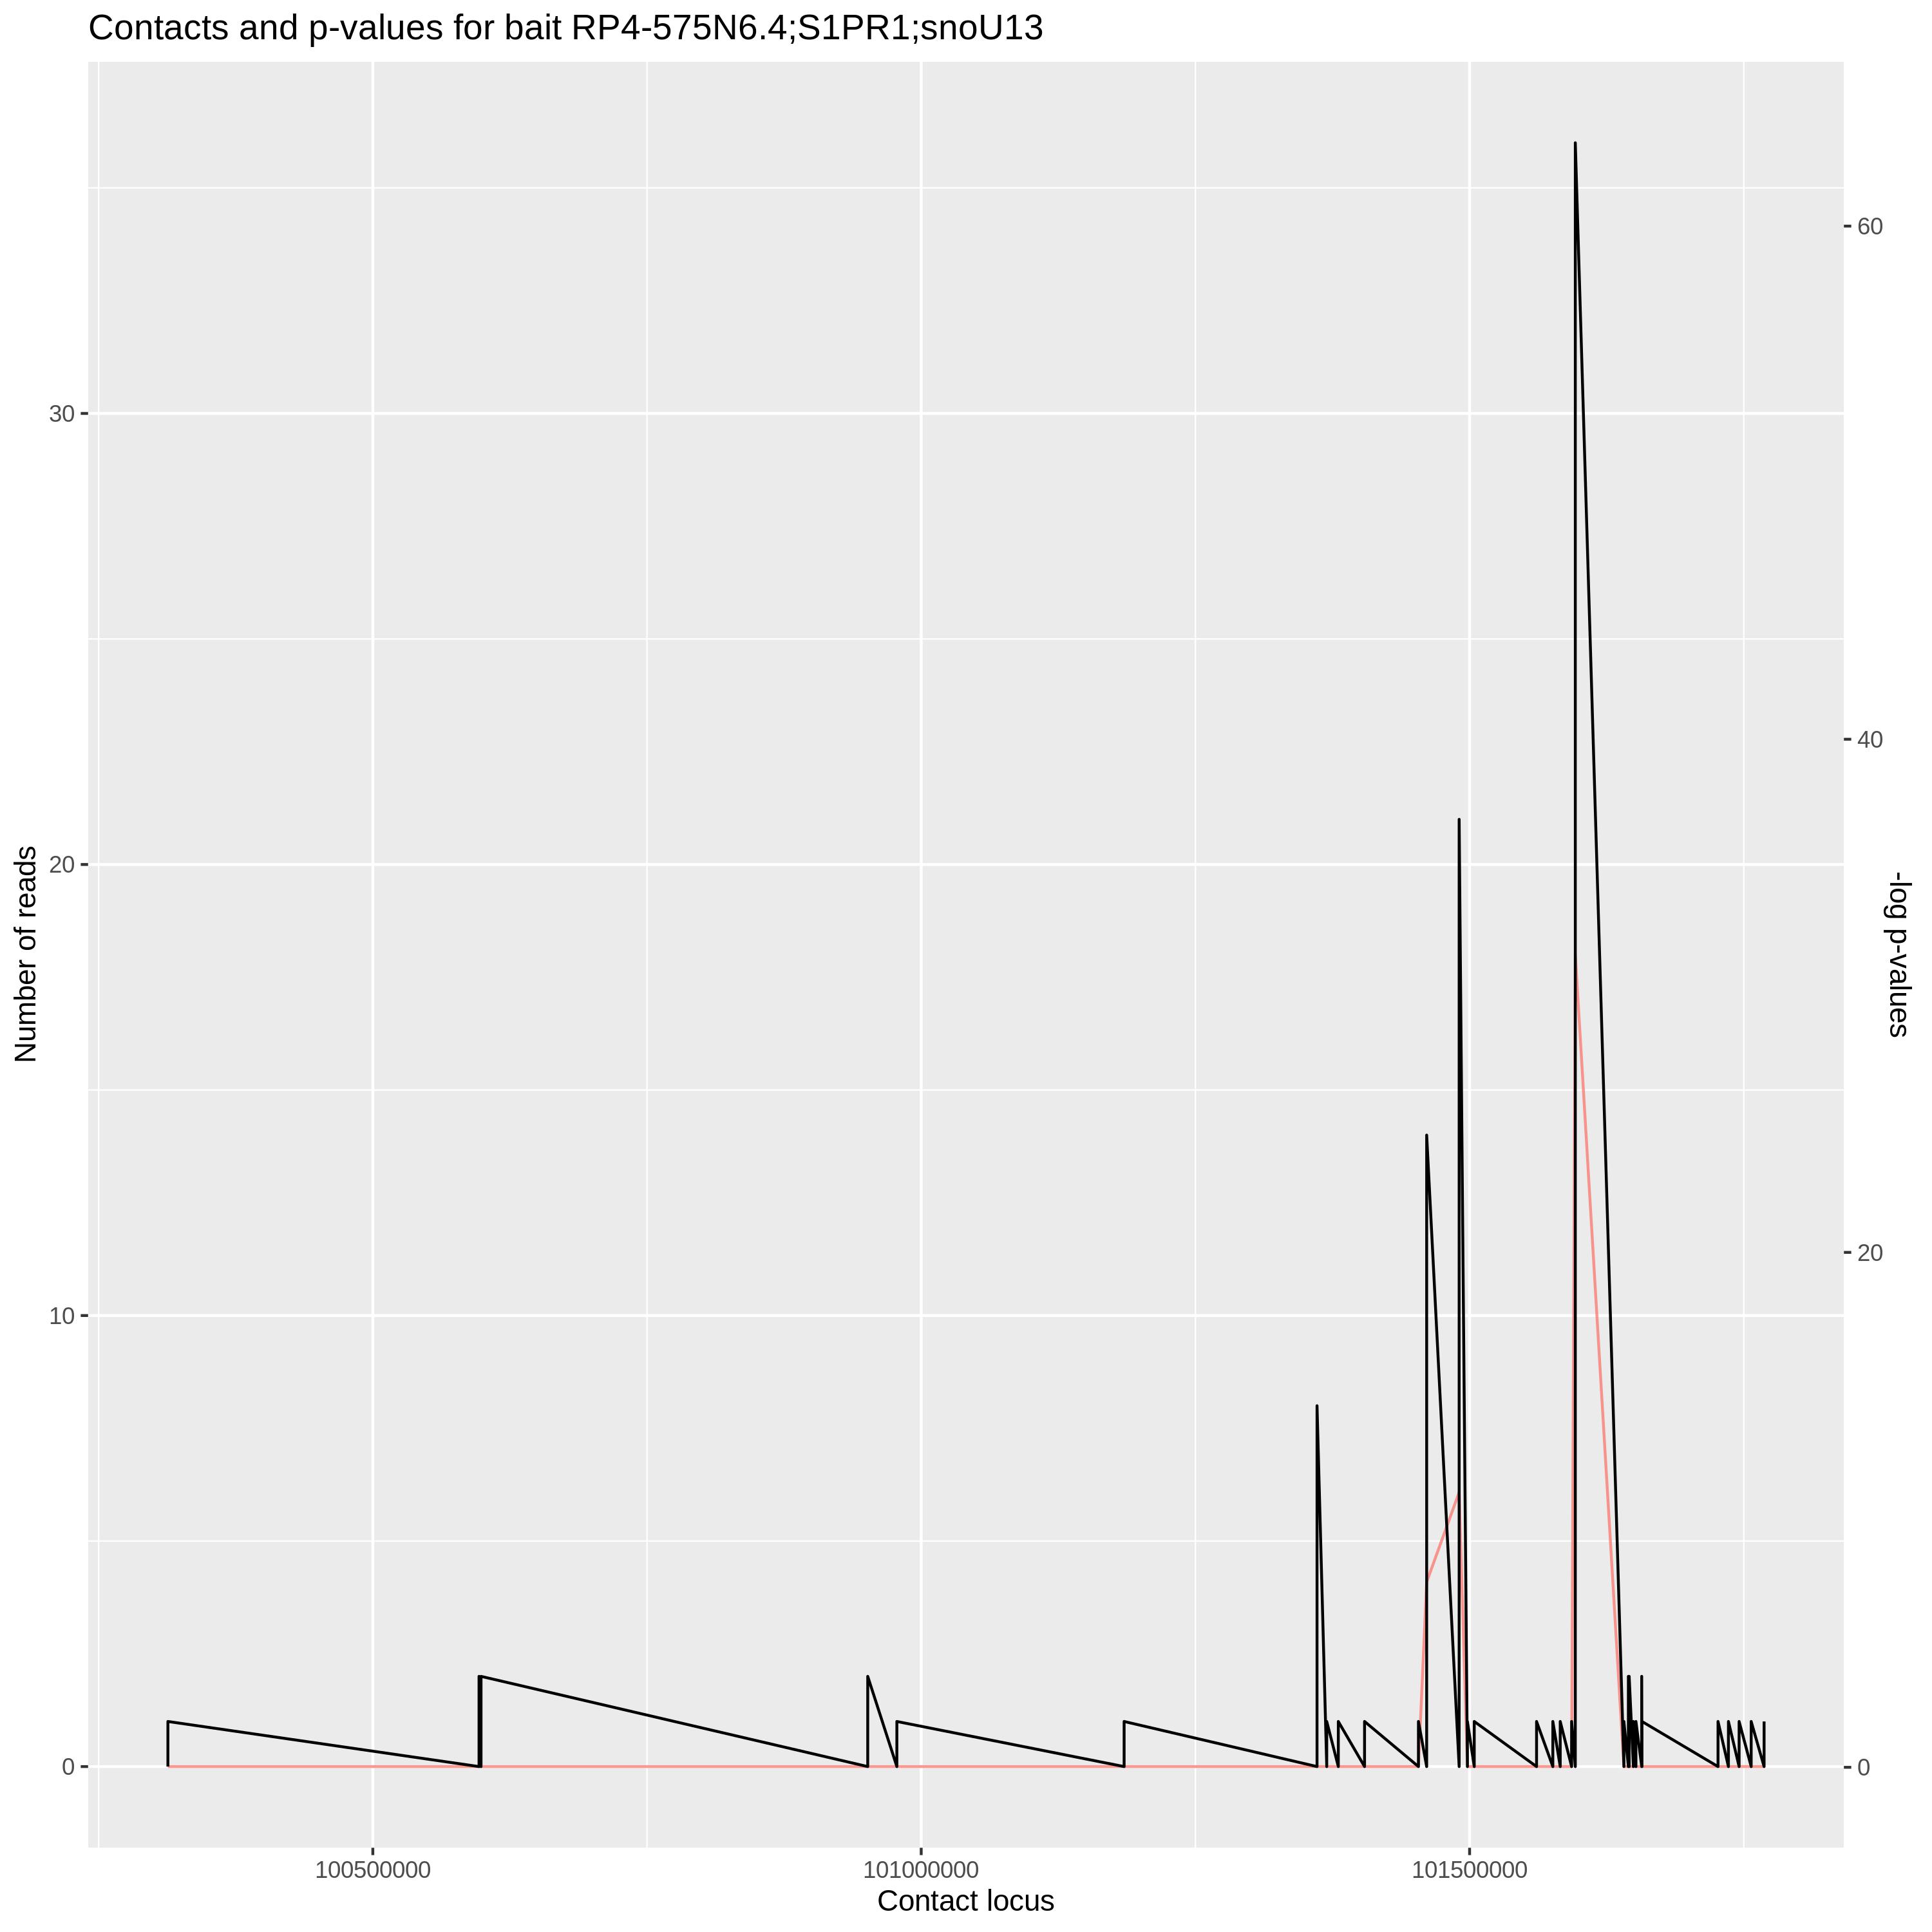 Contacts and p-values for bait RP4-575N6.4;S1PR1;snoU13
Number of reads
30
20
10
0
60
40
20
0
-log p-values
100500000
101000000
101500000
Contact locus